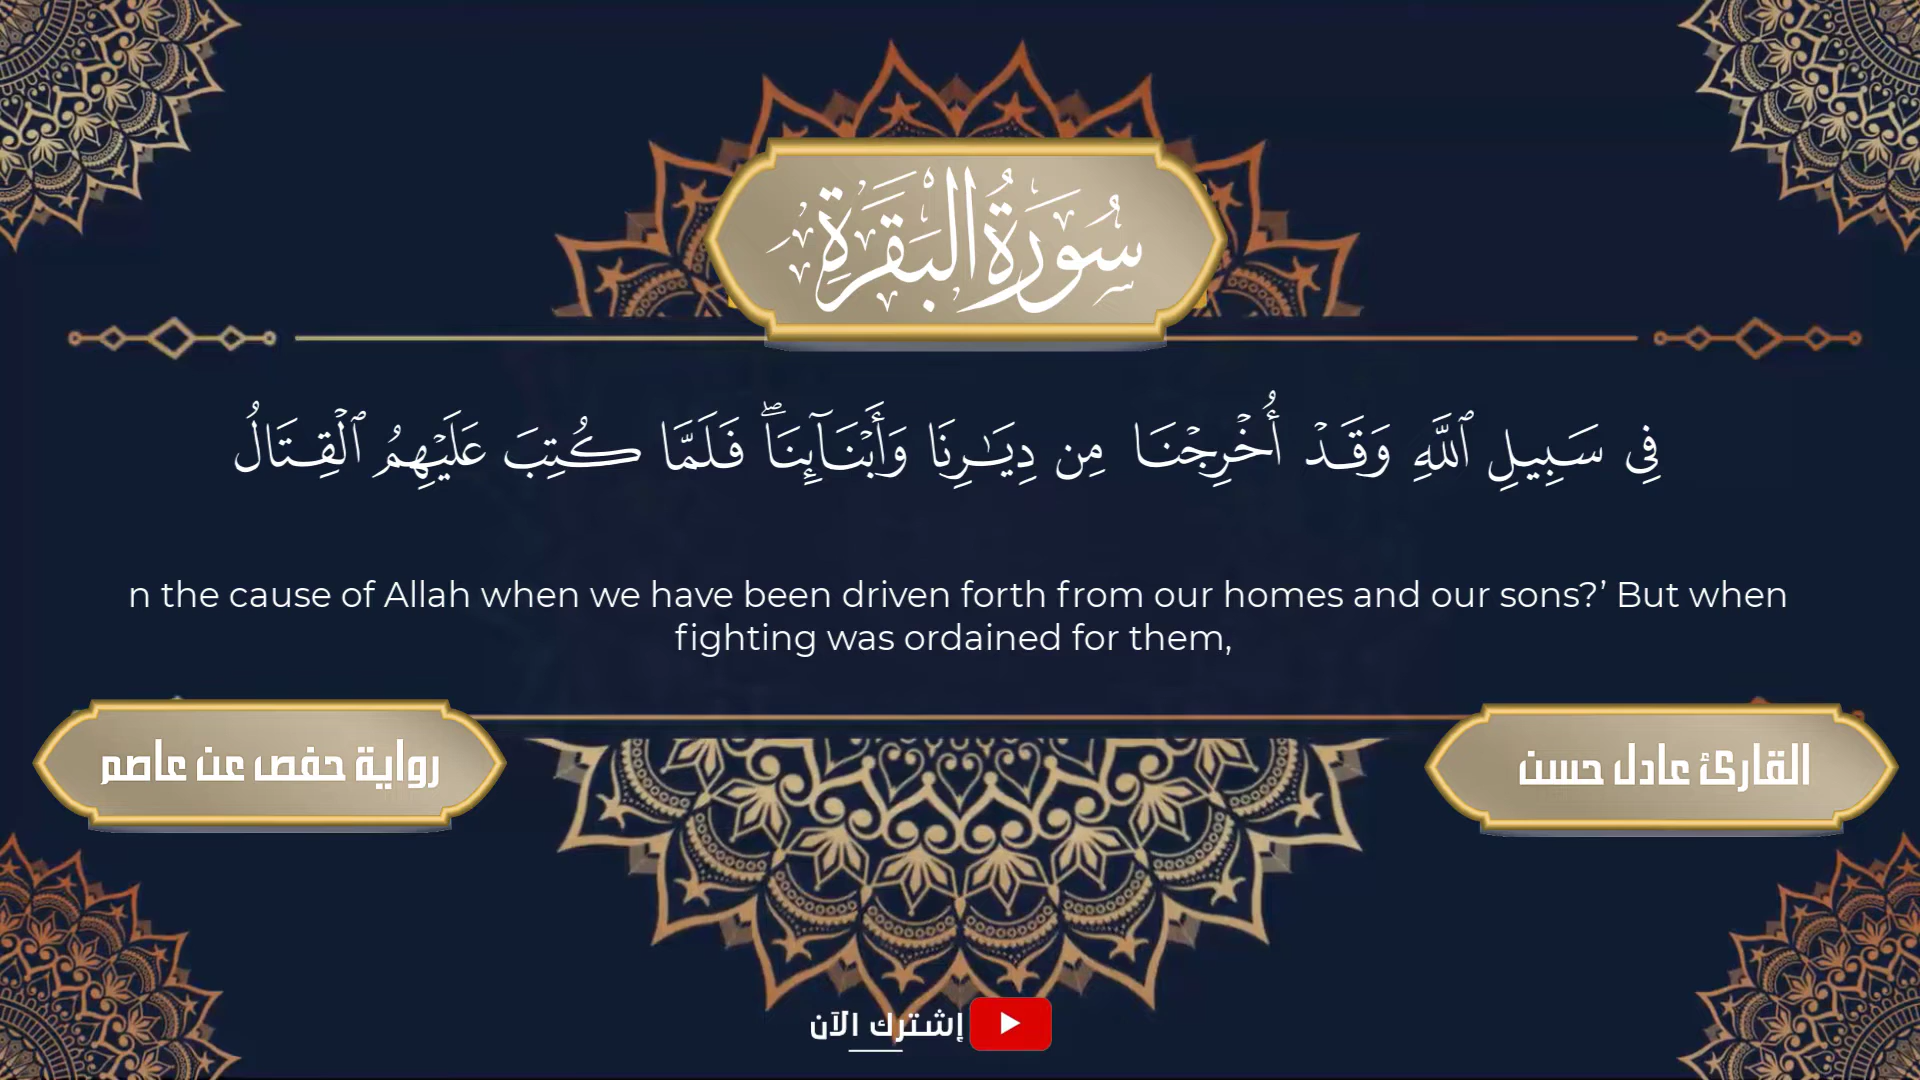 سُورَةُ البَقَرَةِ
فِي سَبِيلِ ٱللَّهِ وَقَدۡ أُخۡرِجۡنَا مِن دِيَٰرِنَا وَأَبۡنَآئِنَاۖ فَلَمَّا كُتِبَ عَلَيۡهِمُ ٱلۡقِتَالُ
n the cause of Allah when we have been driven forth from our homes and our sons?’ But when
fighting was ordained for them,
القارئ عادل حسن
رواية حفص عن عاصم
إشترك الآن